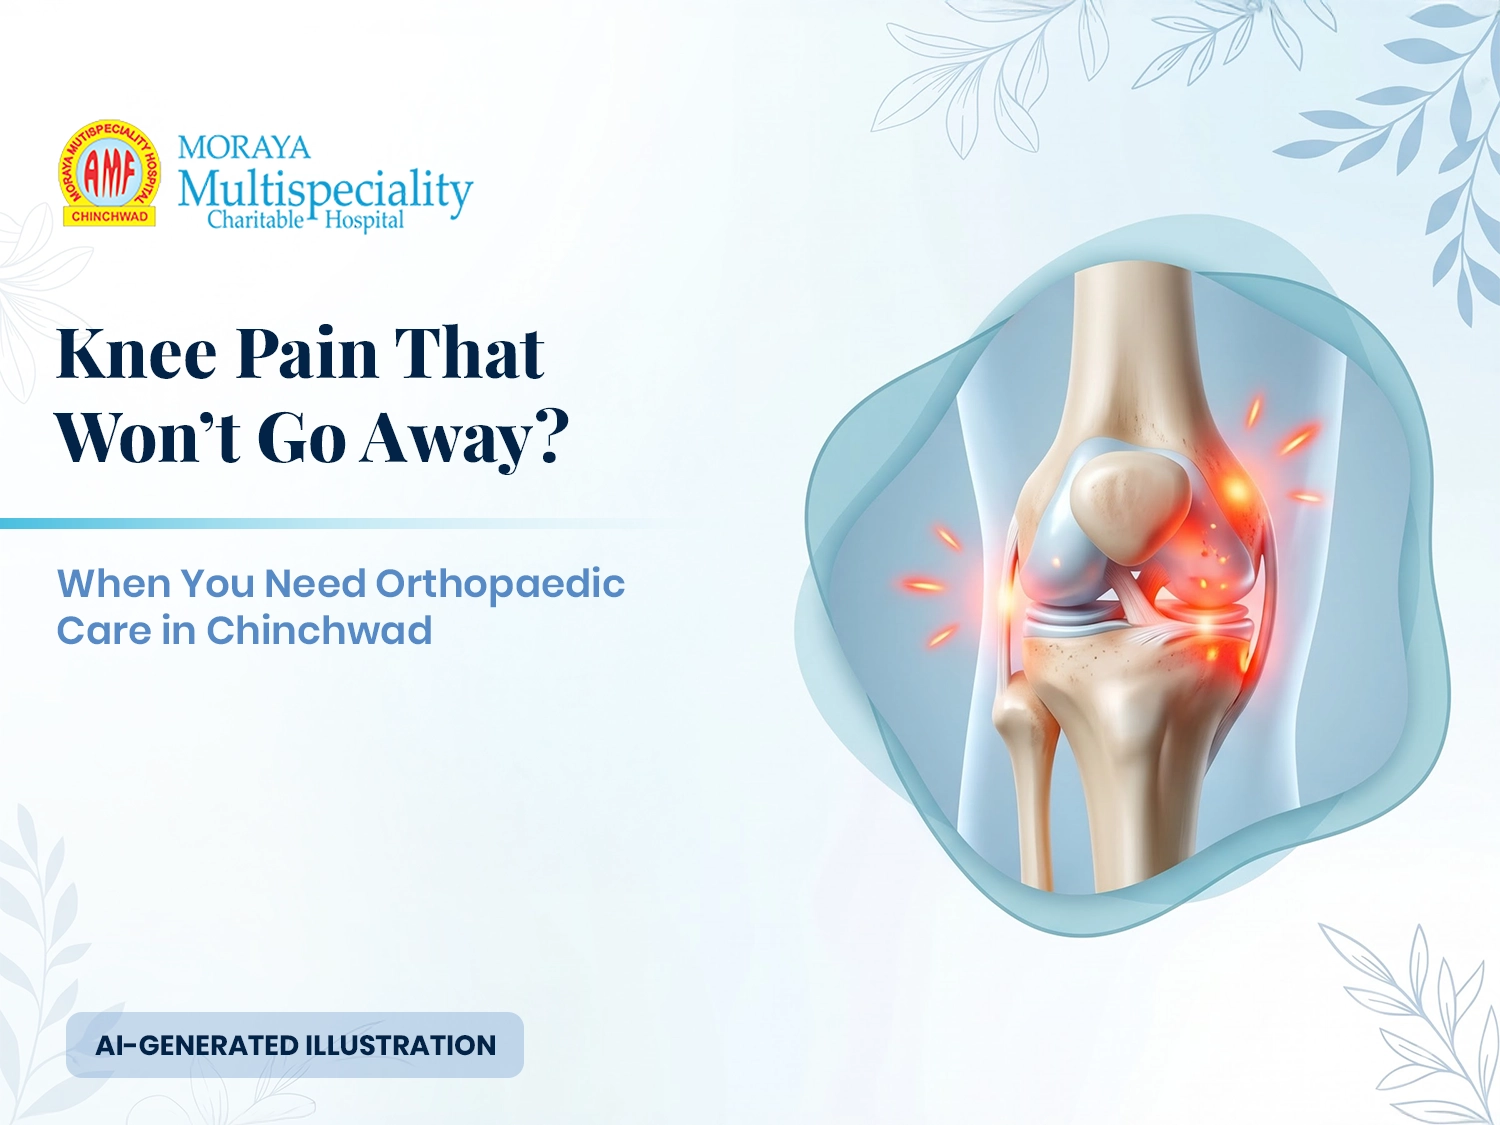 MORAYA MUTISPECIALITY HOSPITAL
AMF
CHINCHWAD
MORAYA
Multispeciality
Charitable Hospital
Knee Pain That
Won’t Go Away?
When You Need Orthopaedic
Care in Chinchwad
AI-GENERATED ILLUSTRATION